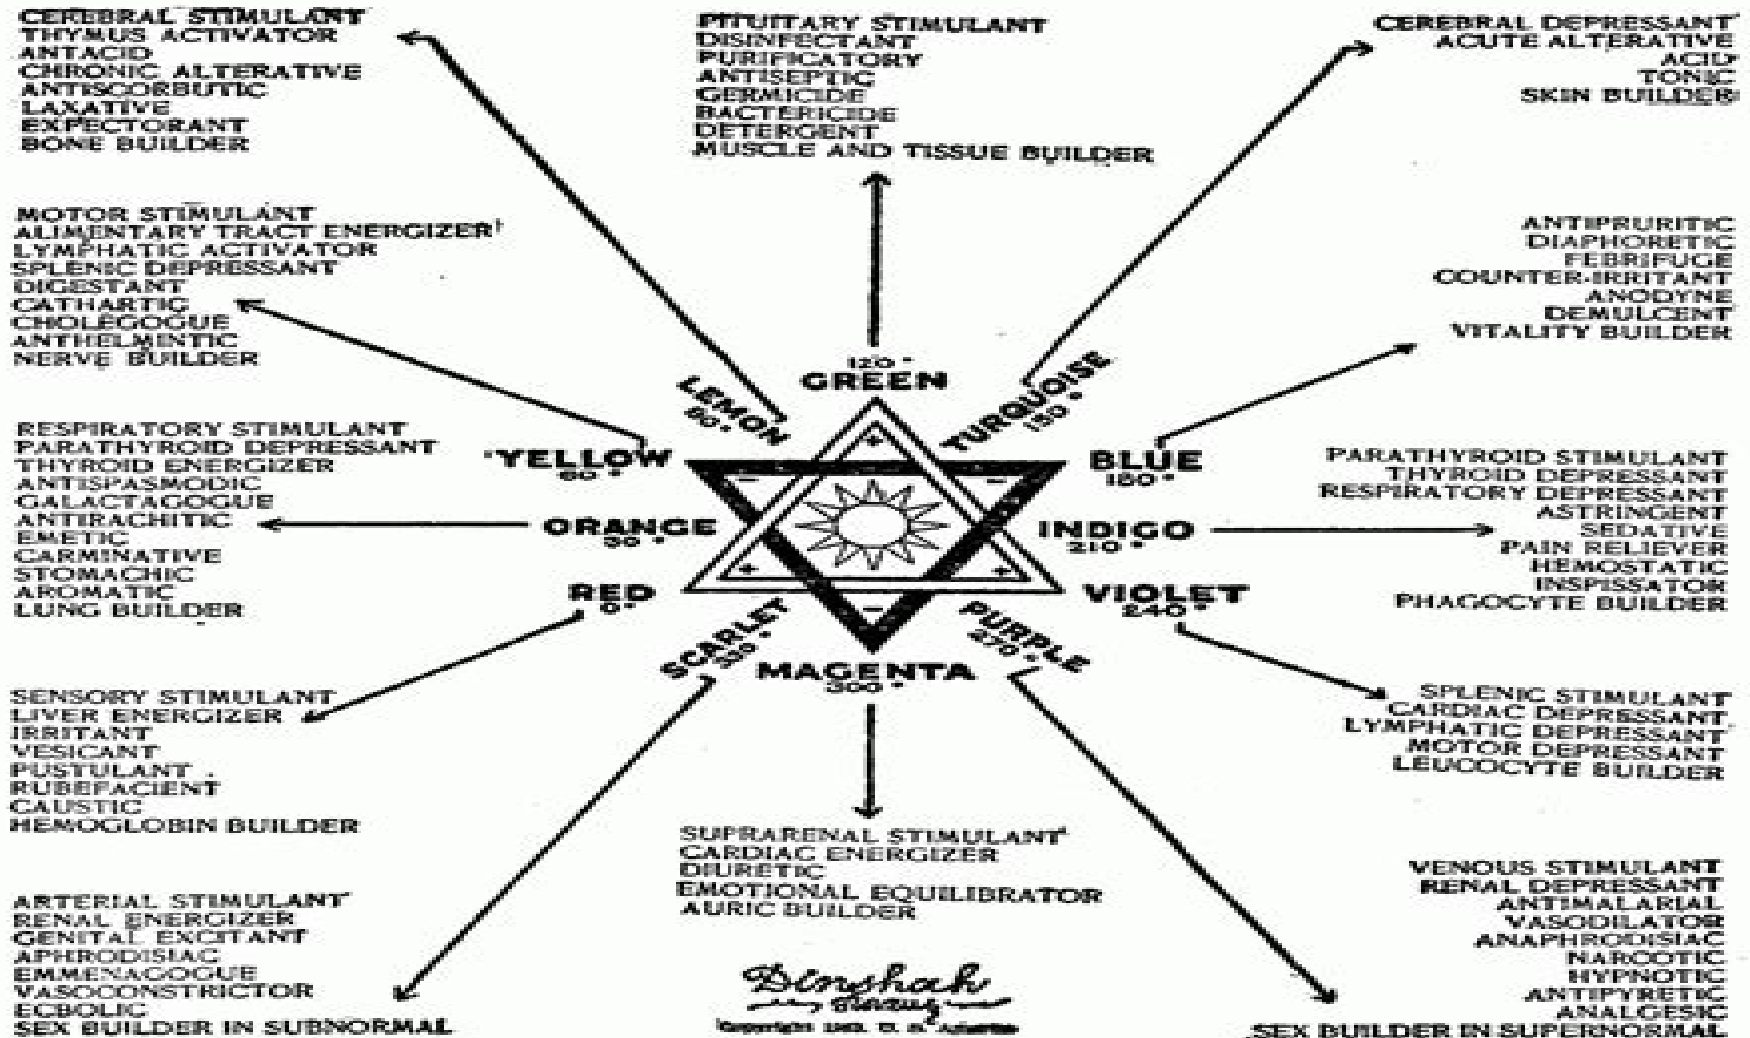 CEREBRAL STIMULANT
THYMUS ACTIVATOR
ANTACID
CHRONIC ALTERATIVE
ANTISCORBUTIC
LAXATIVE
EXPECTORANT
BONE BUILDER
PITUITARY STIMULANT
DISINFECTANT
PURIFICATORY
ANTISEPTIC
GERMICIDE
BACTERICIDE
DETERGENT
MUSCLE AND TISSUE BUILDER
CEREBRAL DEPRESSANT
ACUTE ALTERATIVE
ACID
TONIC
SKIN BUILDER
MOTOR STIMULANT
ALIMENTARY TRACT ENERGIZER
LYMPHATIC ACTIVATOR
SPLENIC DEPRESSANT
DIGESTANT
CATHARTIC
CHOLEGOGUE
ANTHELMINTIC
NERVE BUILDER
ANTIPRURITIC
DIAPHORETIC
FEBRIFUGE
COUNTER-IRRITANT
ANODYNE
DEMULCENT
VITALITY BUILDER
RESPIRATORY STIMULANT
PARATHYROID DEPRESSANT
THYROID ENERGIZER
ANTISPASMODIC
GALACTAGOGUE
ANTIRACHITIC
EMETIC
CARMINATIVE
STOMACHIC
AROMATIC
LUNG BUILDER
120°
GREEN
LEMON
90°
TURQUOISE
150°
YELLOW
60°
BLUE
180°
ORANGE
30°
INDIGO
210°
RED
0°
VIOLET
240°
SCARLET
330°
PURPLE
270°
MAGENTA
300°
+
-
-
+
+
-
PARATHYROID STIMULANT
THYROID DEPRESSANT
RESPIRATORY DEPRESSANT
ASTRINGENT
SEDATIVE
PAIN RELIEVER
HEMOSTATIC
INSPISSATOR
PHAGOCYTE BUILDER
SENSORY STIMULANT
LIVER ENERGIZER
IRRITANT
VESICANT
PUSTULANT
RUBEFACIENT
CAUSTIC
HEMOGLOBIN BUILDER
SPLENIC STIMULANT
CARDIAC DEPRESSANT
LYMPHATIC DEPRESSANT
MOTOR DEPRESSANT
LEUCOCYTE BUILDER
SUPRARENAL STIMULANT
CARDIAC ENERGIZER
DIURETIC
EMOTIONAL EQUILIBRATOR
AURIC BUILDER
ARTERIAL STIMULANT
RENAL ENERGIZER
GENITAL EXCITANT
APHRODISIAC
EMMENAGOGUE
VASOCONSTRICTOR
ECBOLIC
SEX BUILDER IN SUBNORMAL
VENOUS STIMULANT
RENAL DEPRESSANT
ANTIMALARIAL
VASODILATOR
ANAPHRODISIAC
NARCOTIC
HYPNOTIC
ANTIPYRETIC
ANALGESIC
SEX BUILDER IN SUPERNORMAL
Dinshah
Copyright